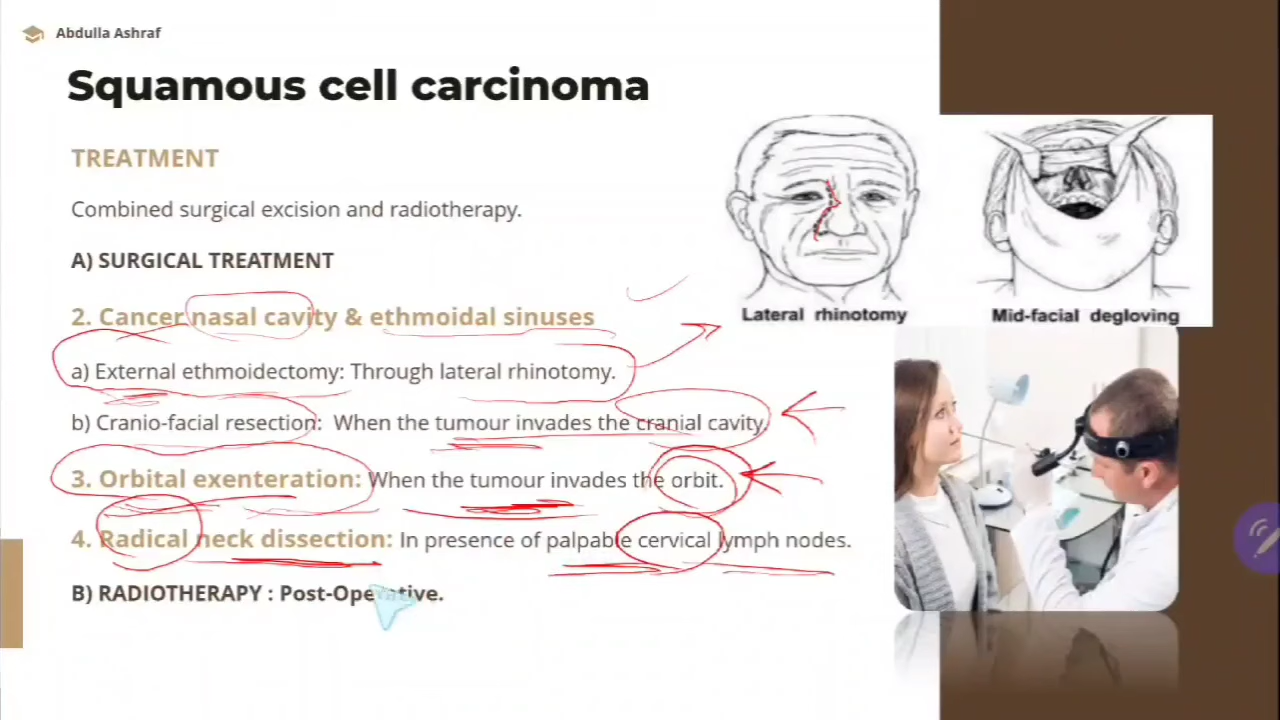 Abdulla Ashraf
Squamous cell carcinoma
TREATMENT
Combined surgical excision and radiotherapy.
A) SURGICAL TREATMENT
2. Cancer nasal cavity & ethmoidal sinuses
a) External ethmoidectomy: Through lateral rhinotomy.
b) Cranio-facial resection: When the tumour invades the cranial cavity.
3. Orbital exenteration: When the tumour invades the orbit.
4. Radical neck dissection: In presence of palpable cervical lymph nodes.
B) RADIOTHERAPY : Post-Operative.
Lateral rhinotomy
Mid-facial degloving